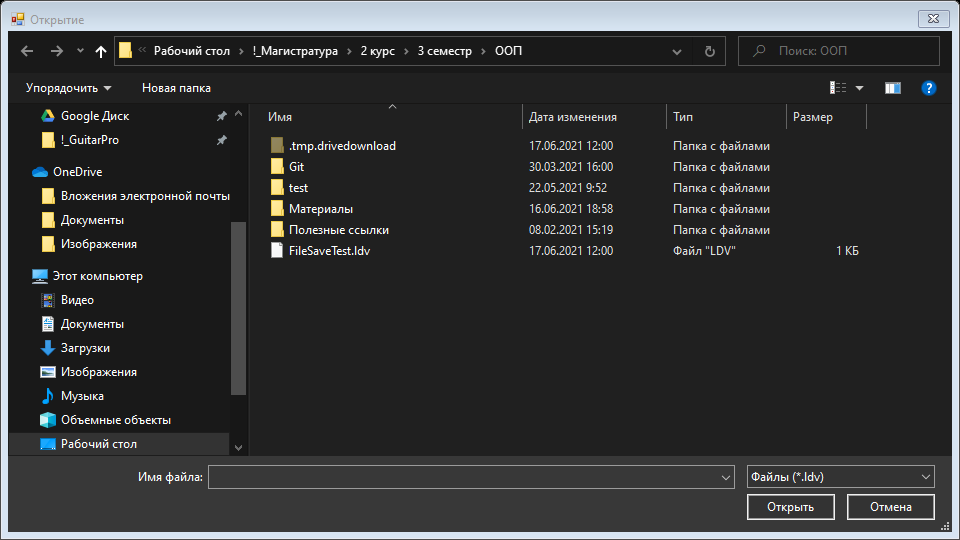 Открытие
« Рабочий стол › !_Магистратура › 2 курс › 3 семестр › ООП
Поиск: ООП
Упорядочить Новая папка
Google Диск
!_GuitarPro
OneDrive
Вложения электронной почты
Документы
Изображения
Этот компьютер
Видео
Документы
Загрузки
Изображения
Музыка
Объемные объекты
Рабочий стол
Имя Дата изменения Тип Размер
.tmp.drivedownload 17.06.2021 12:00 Папка с файлами
Git 30.03.2021 16:00 Папка с файлами
test 22.05.2021 9:52 Папка с файлами
Материалы 16.06.2021 18:58 Папка с файлами
Полезные ссылки 08.02.2021 15:19 Папка с файлами
FileSaveTest.ldv 17.06.2021 12:00 Файл "LDV" 1 КБ
Имя файла:
Файлы (*.ldv)
Открыть Отмена